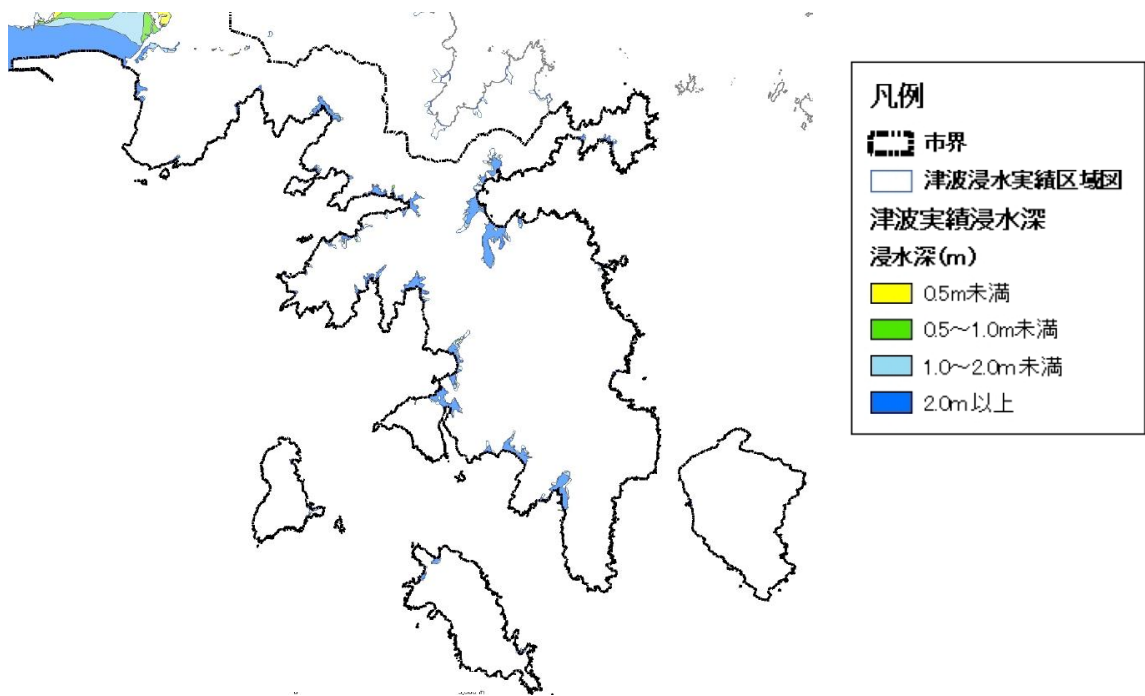 凡例
市界
津波浸水実績区域図
津波実績浸水深
浸水深(m)
0.5m未満
0.5～1.0m未満
1.0～2.0m未満
2.0m以上